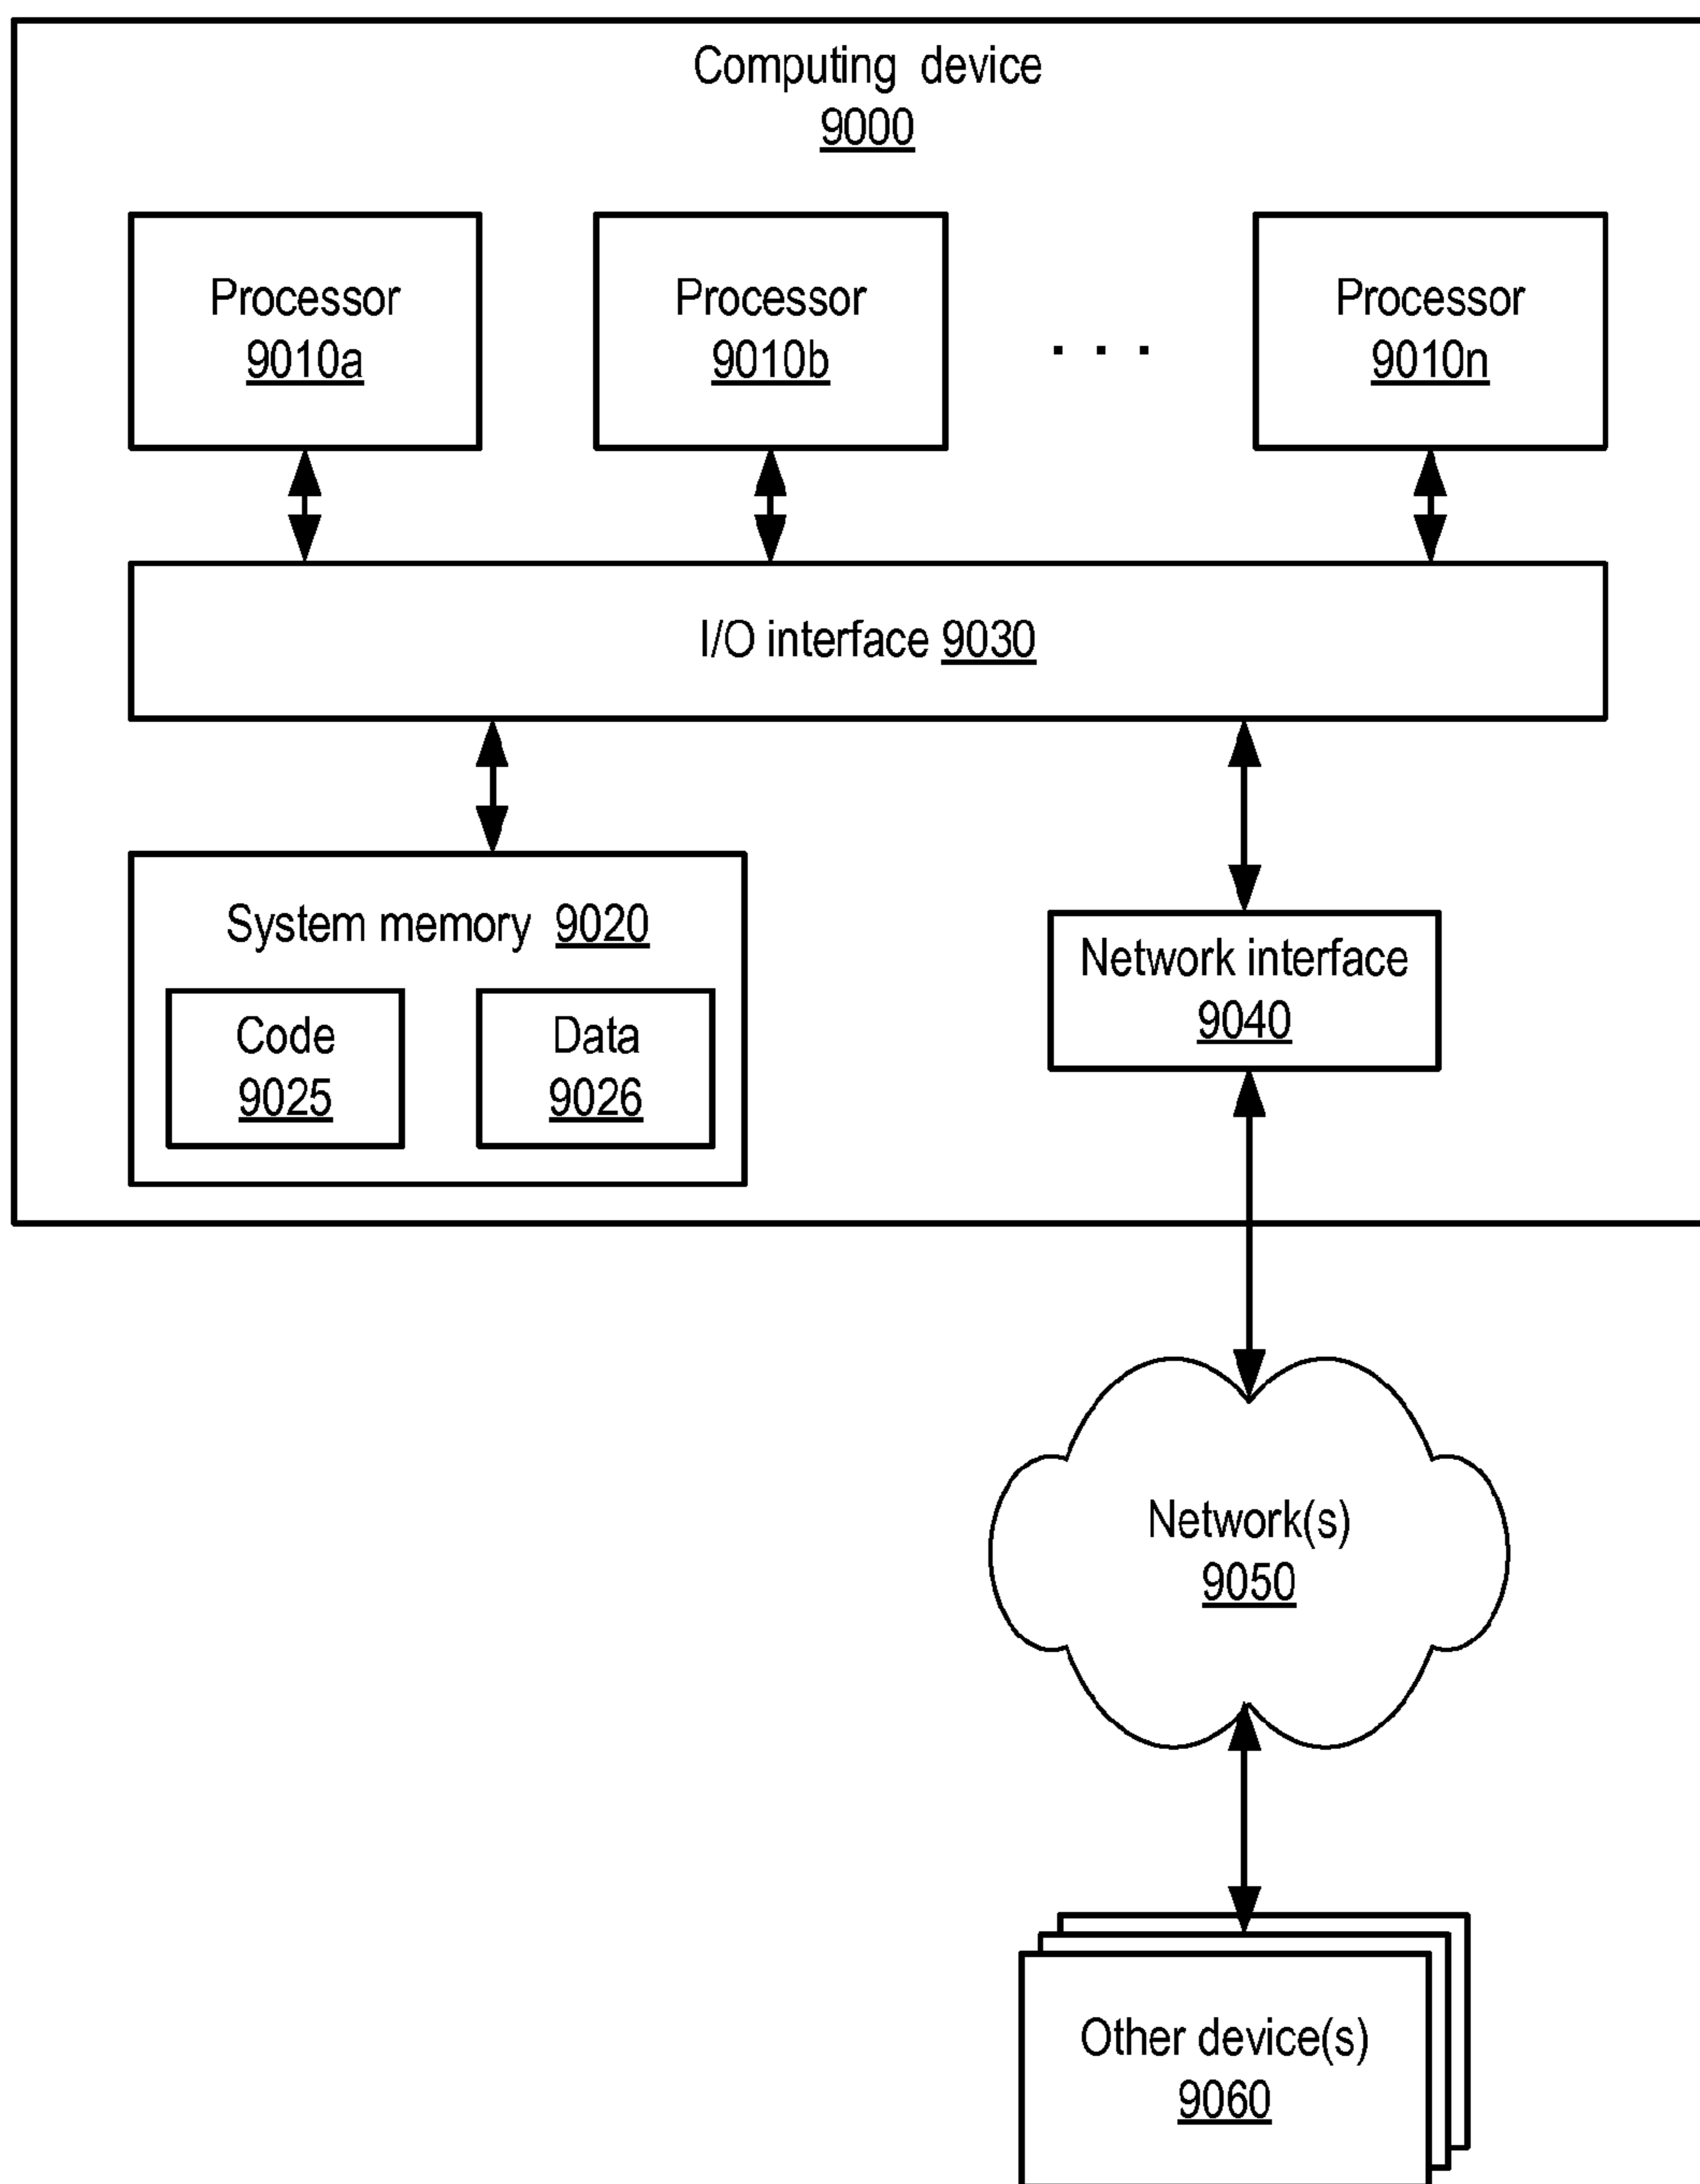 Computing device
9000
Processor
9010a
Processor
9010b
. . .
Processor
9010n
I/O interface 9030
System memory 9020
Code
9025
Data
9026
Network interface
9040
Network(s)
9050
Other device(s)
9060